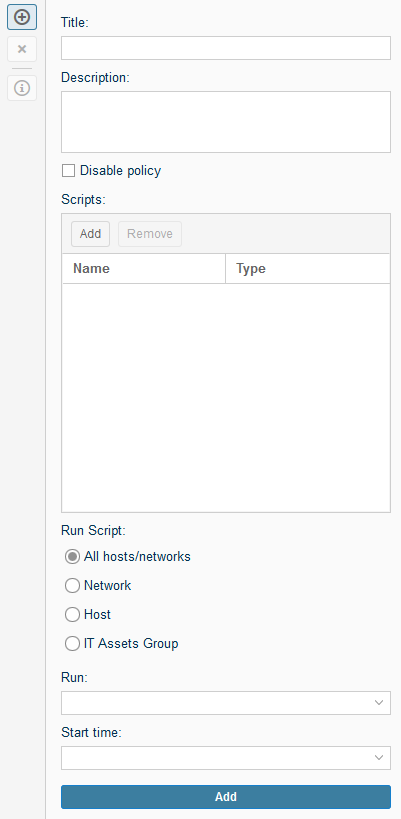 Title:
Description:
Disable policy
Scripts:
Add Remove
Name Type
Run Script:
All hosts/networks
Network
Host
IT Assets Group
Run:
Start time:
Add